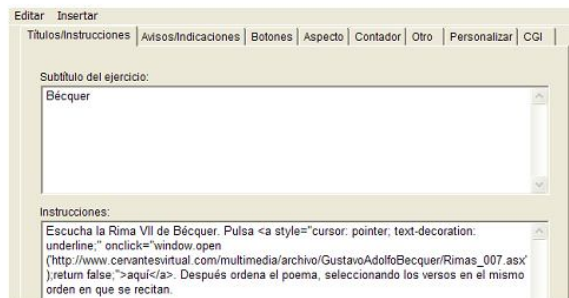 Editar Insertar
Títulos/Instrucciones Avisos/Indicaciones Botones Aspecto Contador Otro Personalizar CGI
Subtítulo del ejercicio:
Bécquer
Instrucciones:
Escucha la Rima VII de Bécquer. Pulsa <a style="cursor: pointer; text-decoration:
underline;" onclick="window.open
('http://www.cervantesvirtual.com/multimedia/archivo/GustavoAdolfoBecquer/Rimas_007.asx'
);return false;">aquí</a>. Después ordena el poema, seleccionando los versos en el mismo
orden en que se recitan.